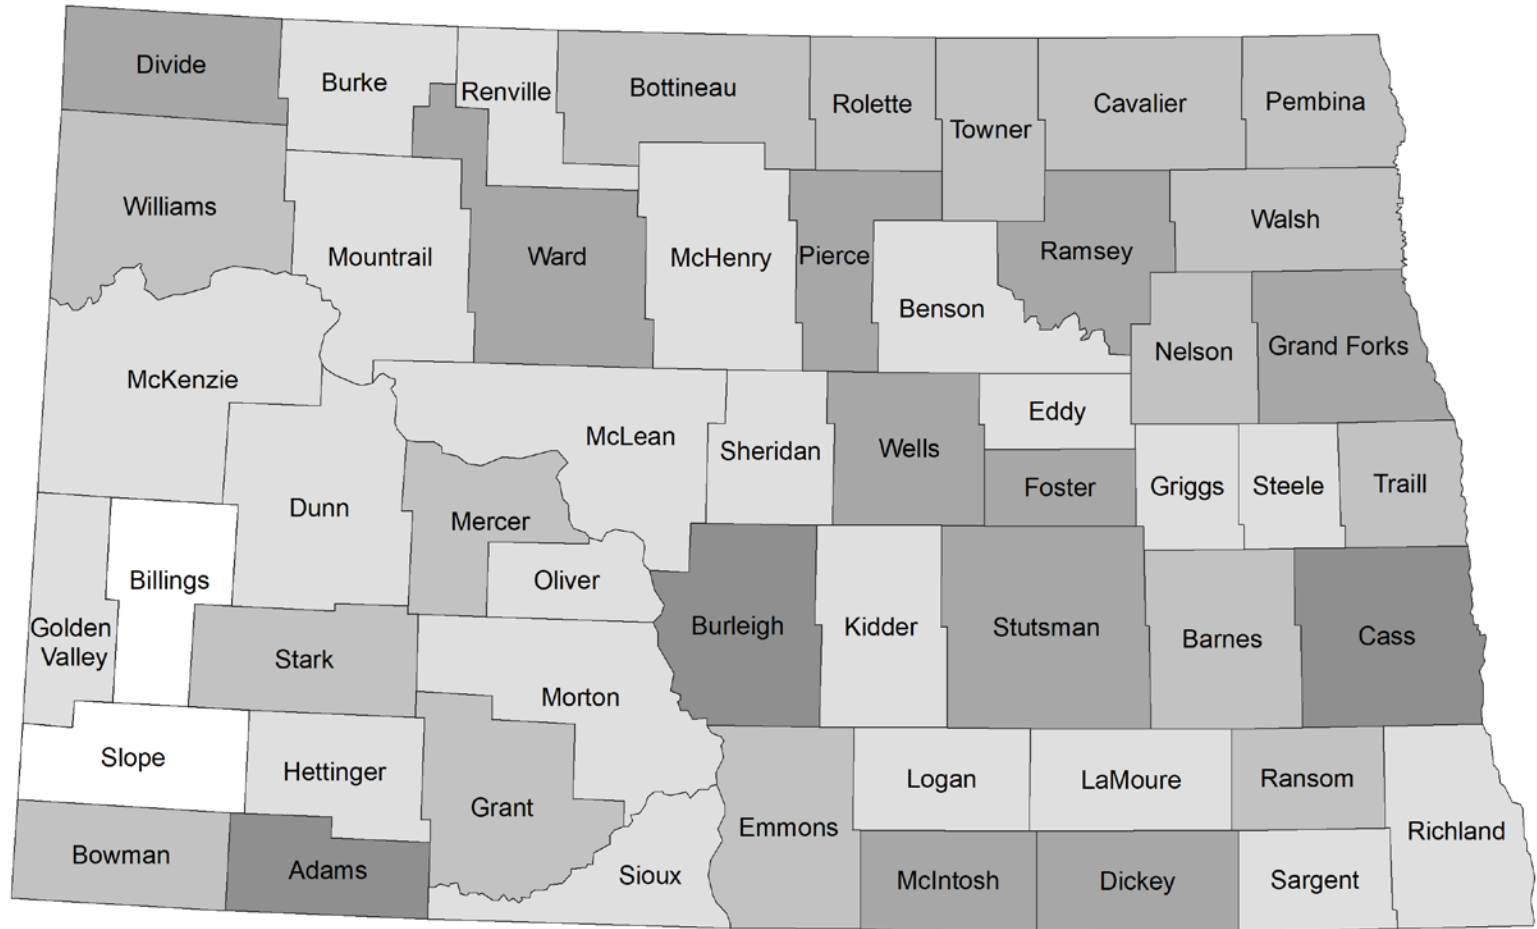 Divide
Burke
Renville
Bottineau
Rolette
Towner
Cavalier
Pembina
Williams
Mountrail
Ward
McHenry
Pierce
Benson
Ramsey
Walsh
Nelson
Grand Forks
McKenzie
Dunn
McLean
Sheridan
Wells
Eddy
Foster
Griggs
Steele
Traill
Mercer
Oliver
Billings
Golden
Valley
Stark
Morton
Burleigh
Kidder
Stutsman
Barnes
Cass
Slope
Hettinger
Grant
Emmons
Logan
LaMoure
Ransom
Richland
Bowman
Adams
Sioux
McIntosh
Dickey
Sargent